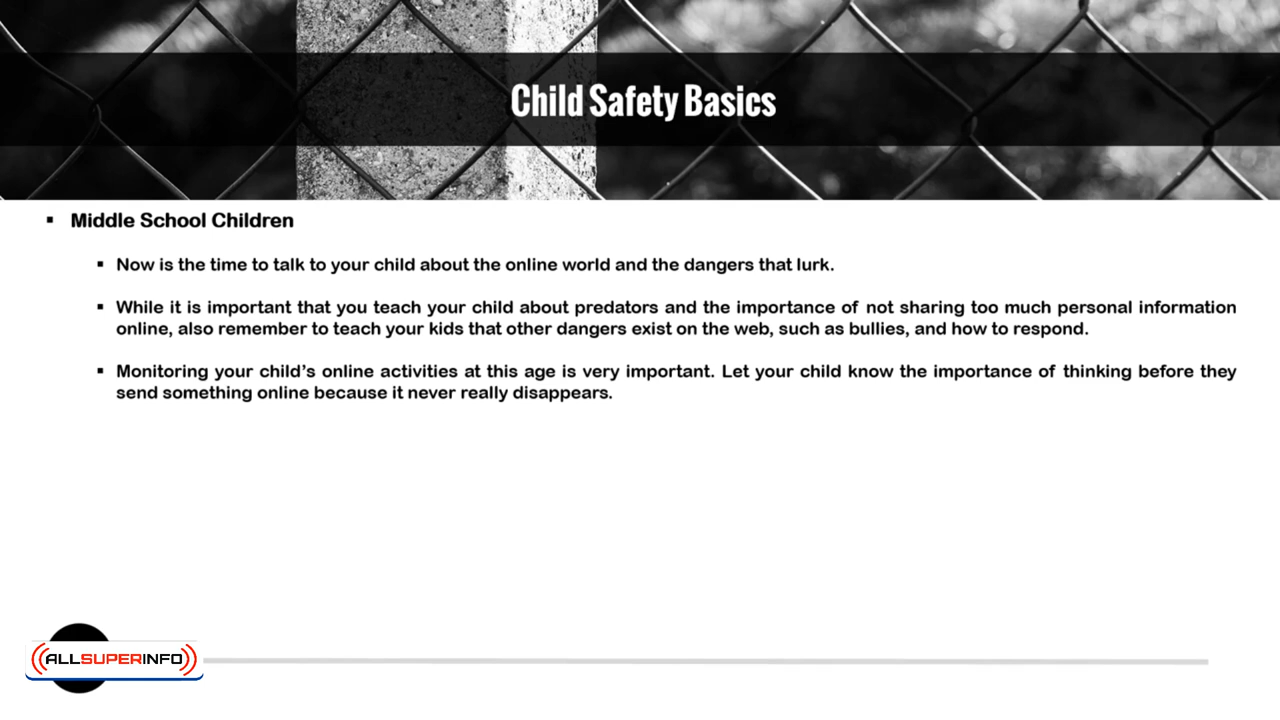 Child Safety Basics
▪ Middle School Children
▪ Now is the time to talk to your child about the online world and the dangers that lurk.
▪ While it is important that you teach your child about predators and the importance of not sharing too much personal information
online, also remember to teach your kids that other dangers exist on the web, such as bullies, and how to respond.
▪ Monitoring your child’s online activities at this age is very important. Let your child know the importance of thinking before they
send something online because it never really disappears.
ALLSUPERINFO